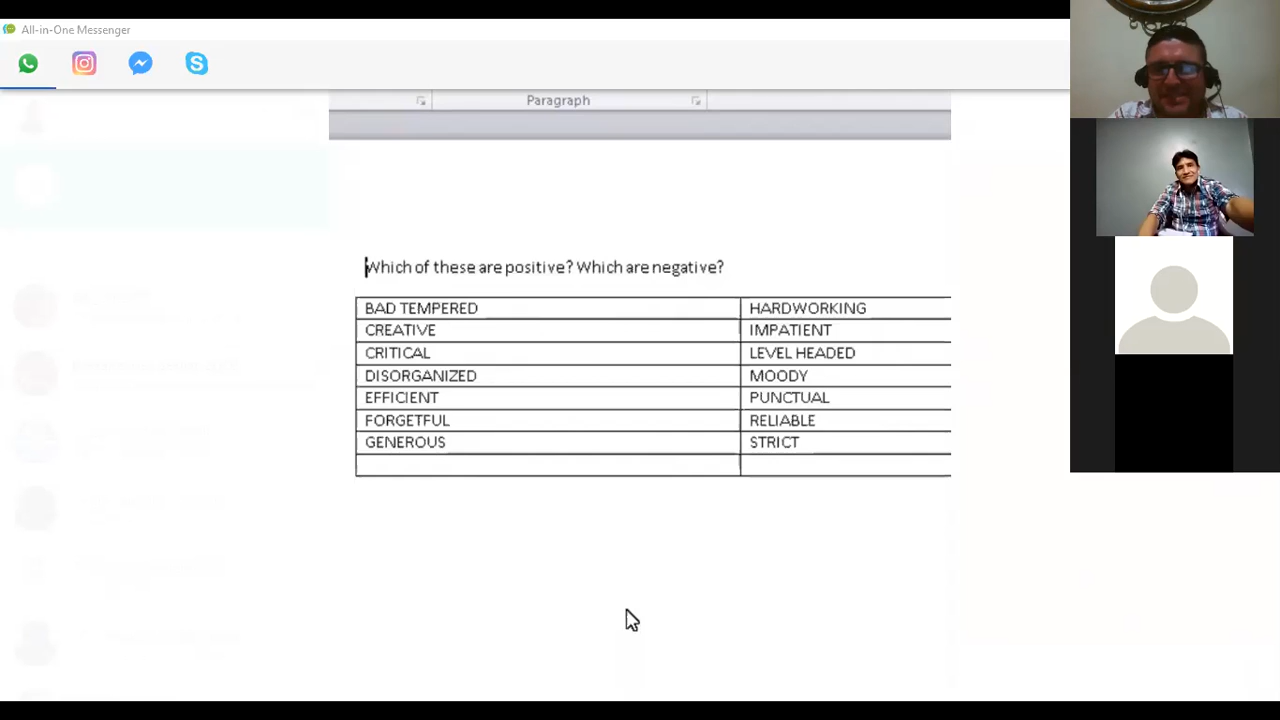 All-in-One Messenger
Paragraph
Which of these are positive? Which are negative?
BAD TEMPERED HARDWORKING
CREATIVE IMPATIENT
CRITICAL LEVEL HEADED
DISORGANIZED MOODY
EFFICIENT PUNCTUAL
FORGETFUL RELIABLE
GENEROUS STRICT